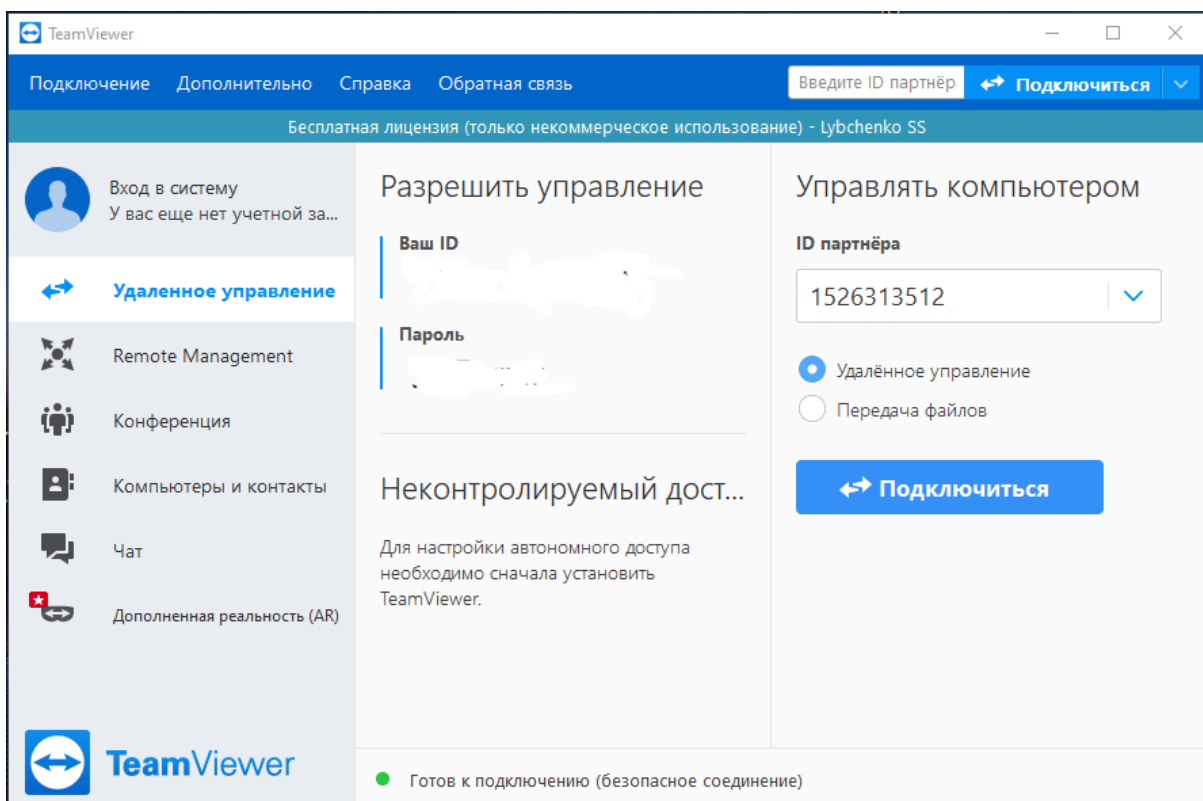 TeamViewer
Подключение Дополнительно Справка Обратная связь
Введите ID партнёр Подключиться
Бесплатная лицензия (только некоммерческое использование) - Lybchenko SS
Вход в систему
У вас еще нет учетной за...
Удаленное управление
Remote Management
Конференция
Компьютеры и контакты
Чат
Дополненная реальность (AR)
TeamViewer
Разрешить управление
Ваш ID
Пароль
Неконтролируемый дост...
Для настройки автономного доступа
необходимо сначала установить
TeamViewer.
Управлять компьютером
ID партнёра
1526313512
Удалённое управление
Передача файлов
Подключиться
Готов к подключению (безопасное соединение)